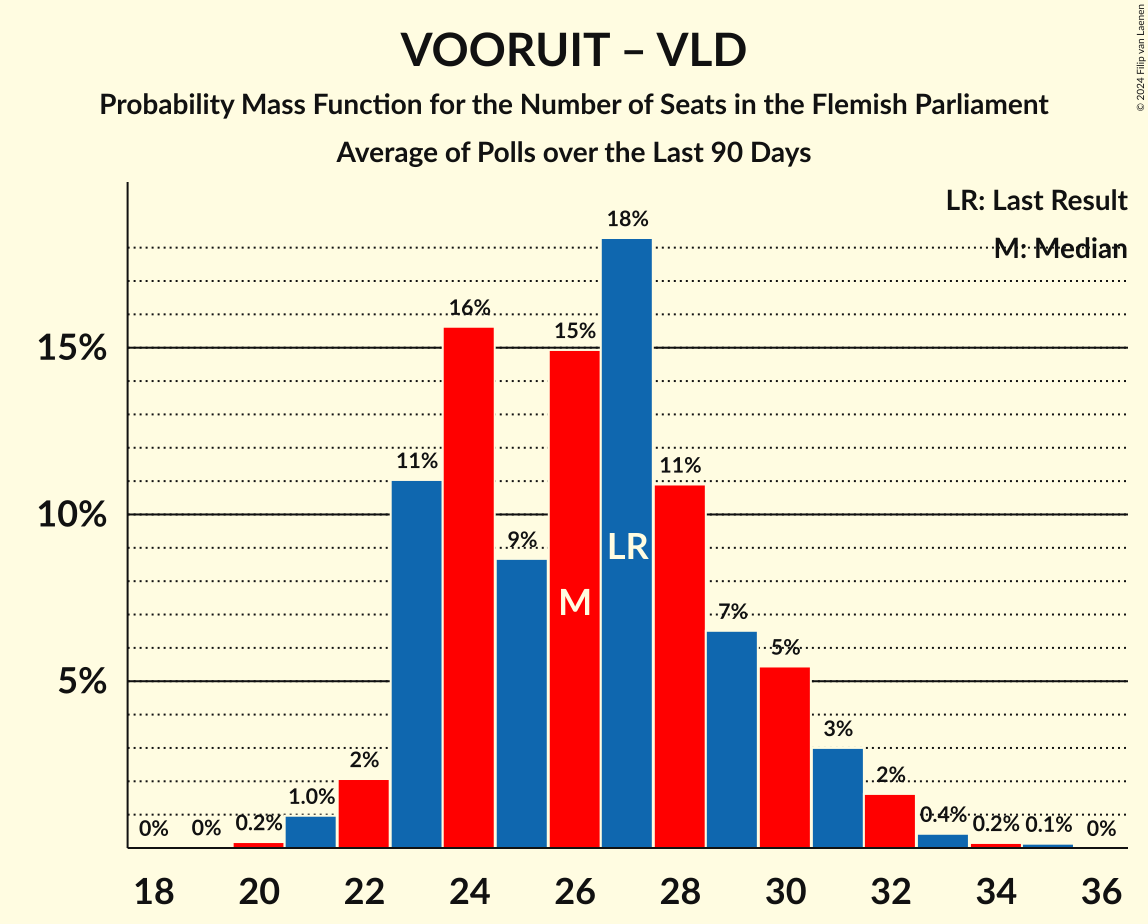 VOORUIT – VLD
Probability Mass Function for the Number of Seats in the Flemish Parliament
Average of Polls over the Last 90 Days
© 2024 Filip van Laenen
LR: Last Result
M: Median
18%
16%
15%
15%
11%
11%
10%
9%
LR
M
7%
5%
5%
3%
2%
2%
1.0%
0%
0%
0.2%
0.4%
0.2%
0.1%
0%
18 20 22 24 26 28 30 32 34 36